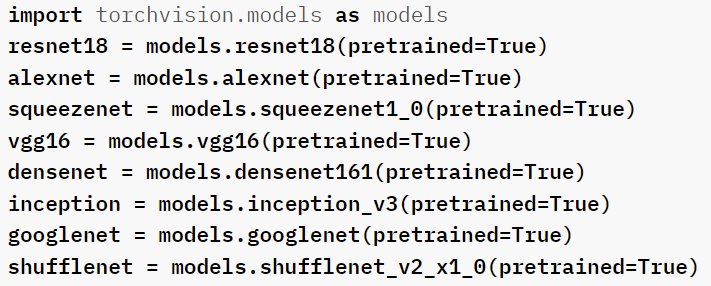 import torchvision.models as models
resnet18 = models.resnet18(pretrained=True)
alexnet = models.alexnet(pretrained=True)
squeezenet = models.squeezenet1_0(pretrained=True)
vgg16 = models.vgg16(pretrained=True)
densenet = models.densenet161(pretrained=True)
inception = models.inception_v3(pretrained=True)
googlenet = models.googlenet(pretrained=True)
shufflenet = models.shufflenet_v2_x1_0(pretrained=True)